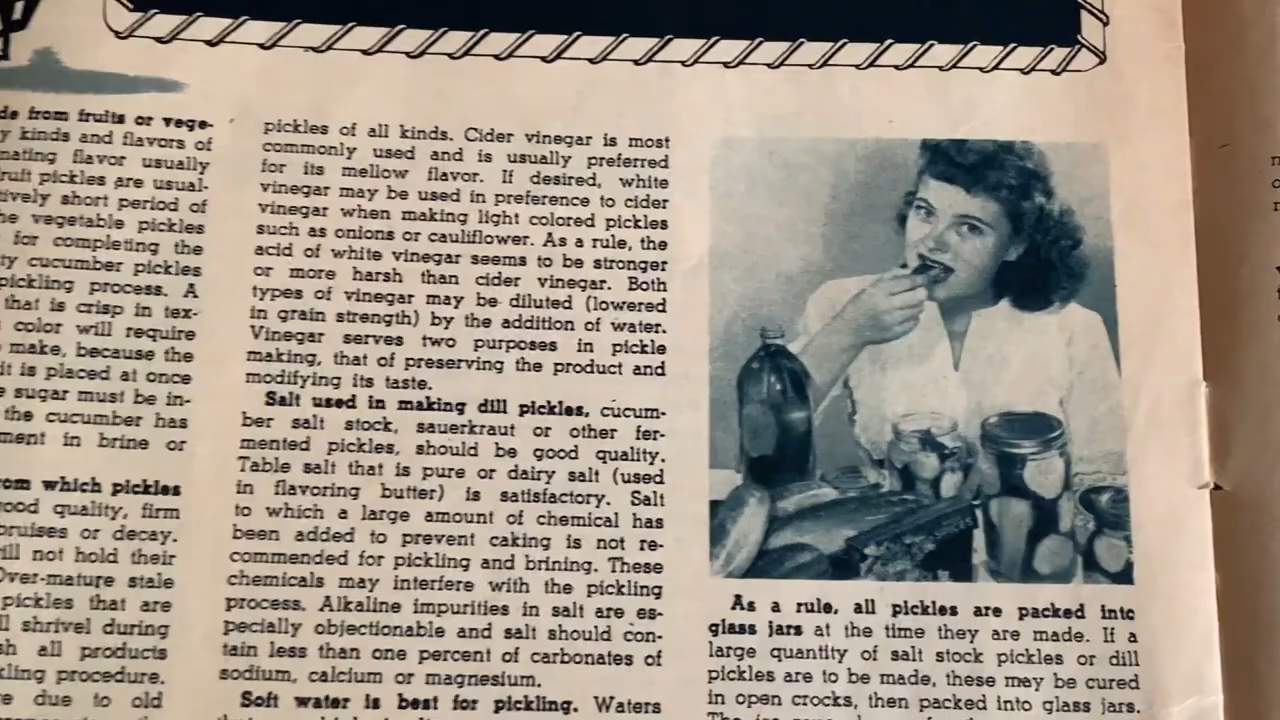 de from fruits or vege-
y kinds and flavors of
nating flavor usually
ruit pickles are usual-
tively short period of
he vegetable pickles
for completing the
ty cucumber pickles
pickling process. A
that is crisp in tex-
color will require
make, because the
it is placed at once
e sugar must be in-
the cucumber has
ment in brine or
om which pickles
ood quality, firm
bruises or decay.
ill not hold their
Over-mature stale
pickles that are
ll shrivel during
sh all products
kling procedure.
e due to old
pickles of all kinds. Cider vinegar is most
commonly used and is usually preferred
for its mellow flavor. If desired, white
vinegar may be used in preference to cider
vinegar when making light colored pickles
such as onions or cauliflower. As a rule, the
acid of white vinegar seems to be stronger
or more harsh than cider vinegar. Both
types of vinegar may be diluted (lowered
in grain strength) by the addition of water.
Vinegar serves two purposes in pickle
making, that of preserving the product and
modifying its taste.
Salt used in making dill pickles, cucum-
ber salt stock, sauerkraut or other fer-
mented pickles, should be good quality.
Table salt that is pure or dairy salt (used
in flavoring butter) is satisfactory. Salt
to which a large amount of chemical has
been added to prevent caking is not re-
commended for pickling and brining. These
chemicals may interfere with the pickling
process. Alkaline impurities in salt are es-
pecially objectionable and salt should con-
tain less than one percent of carbonates of
sodium, calcium or magnesium.
Soft water is best for pickling. Waters
As a rule, all pickles are packed into
glass jars at the time they are made. If a
large quantity of salt stock pickles or dill
pickles are to be made, these may be cured
in open crocks, then packed into glass jars.